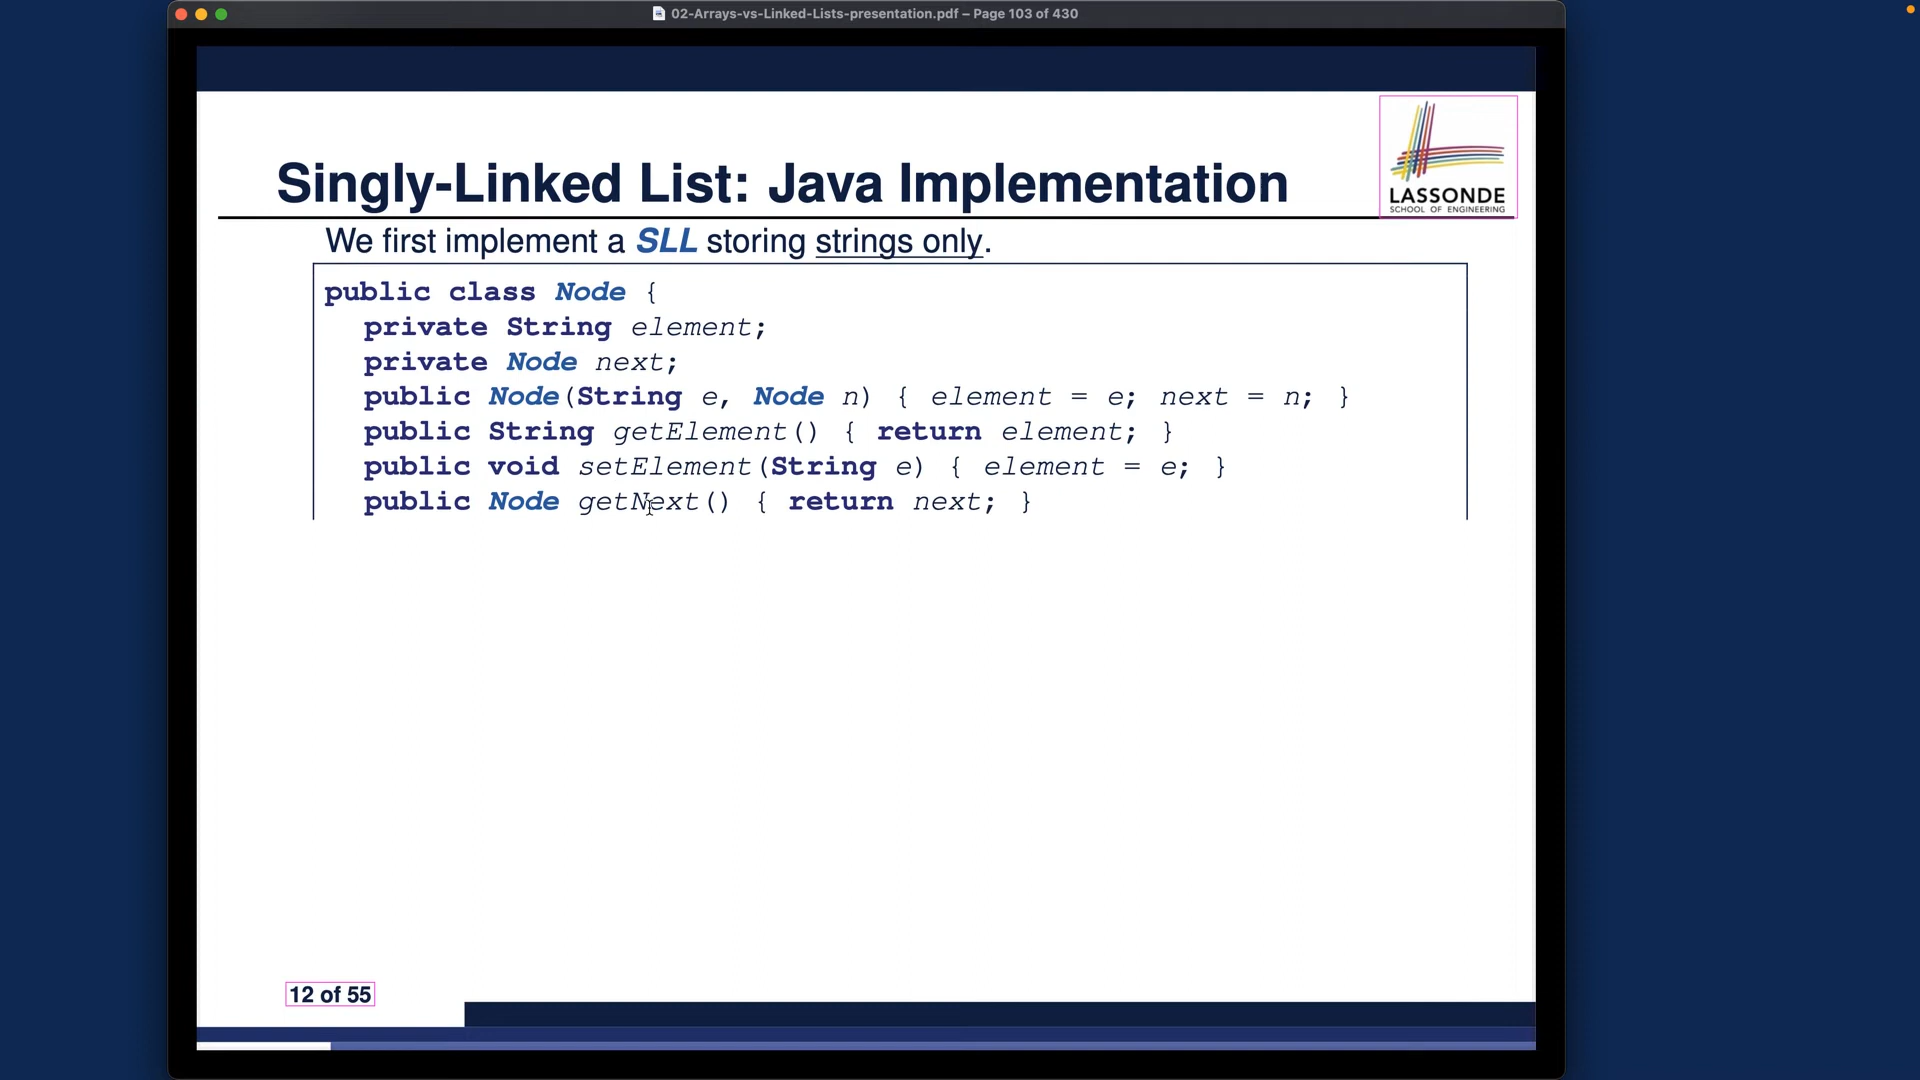 02-Arrays-vs-Linked-Lists-presentation.pdf – Page 103 of 430
LASSONDE
SCHOOL OF ENGINEERING
Singly-Linked List: Java Implementation
We first implement a SLL storing strings only.
public class Node {
private String element;
private Node next;
public Node(String e, Node n) { element = e; next = n; }
public String getElement() { return element; }
public void setElement(String e) { element = e; }
public Node getNext() { return next; }
12 of 55